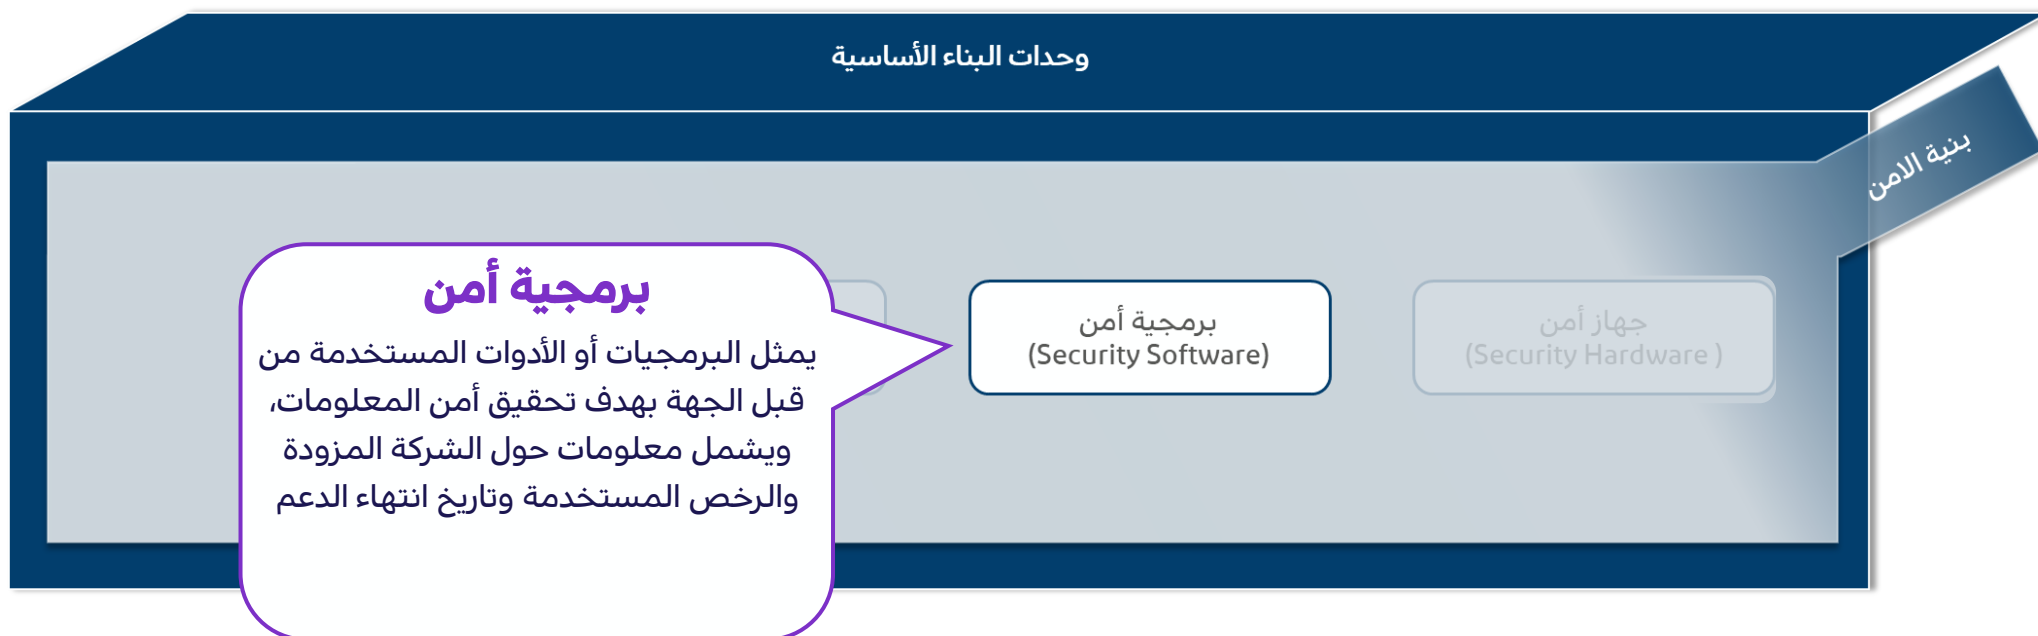 وحدات البناء الأساسية
بنية الامن
جهاز أمن
(Security Hardware )
برمجية أمن
(Security Software)
برمجية أمن
يمثل البرمجيات أو الأدوات المستخدمة من
قبل الجهة بهدف تحقيق أمن المعلومات،
ويشمل معلومات حول الشركة المزودة
والرخص المستخدمة وتاريخ انتهاء الدعم